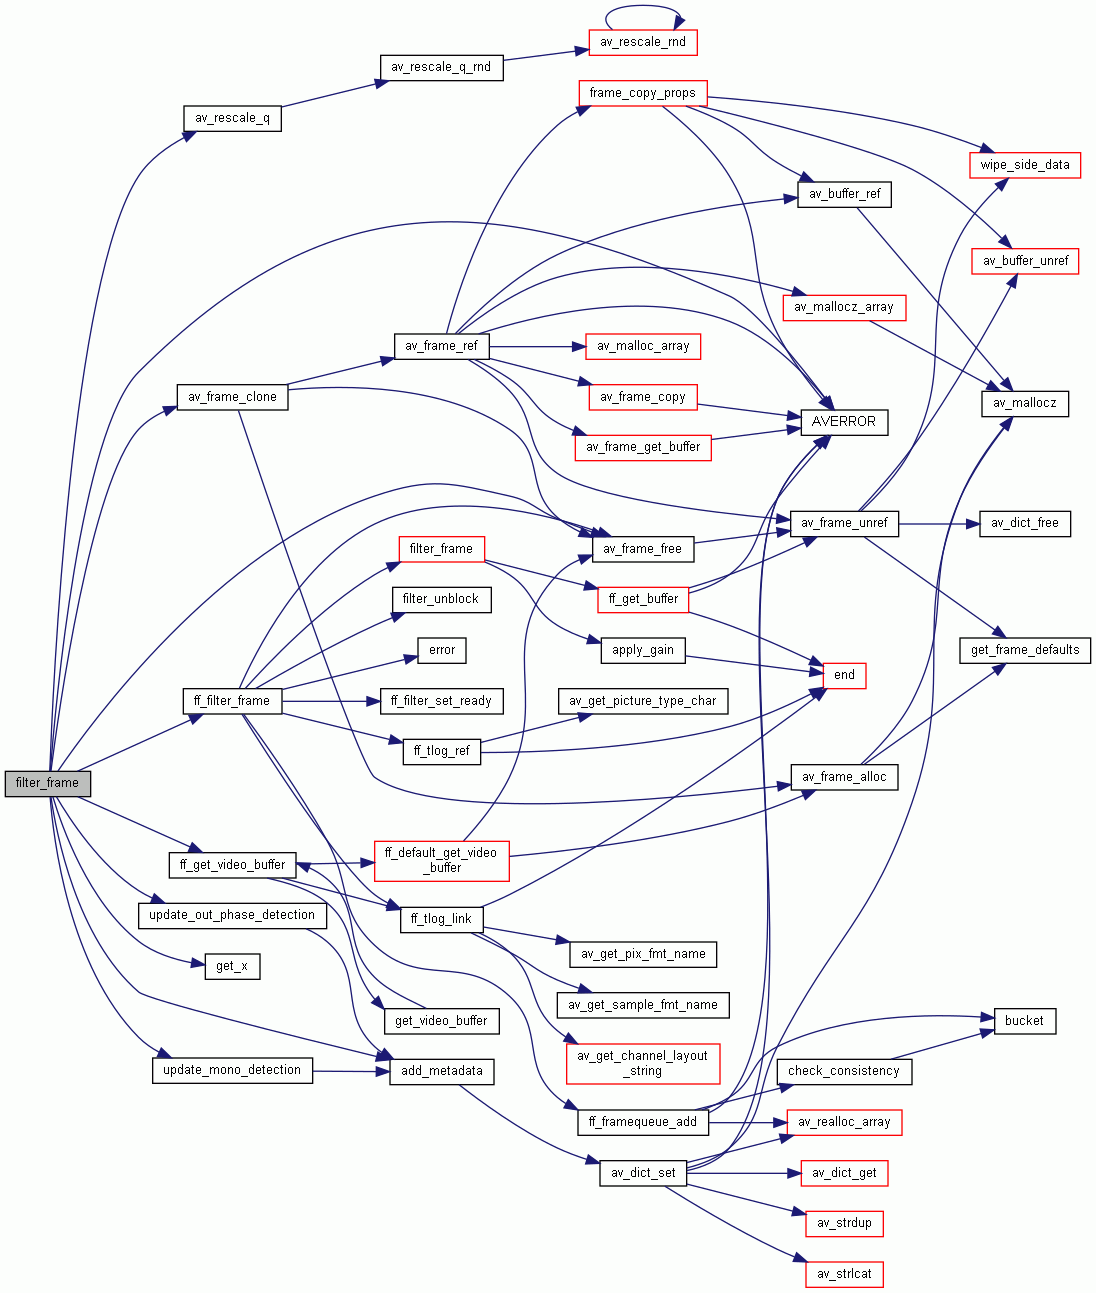 av_rescale_rnd
av_rescale_q_rnd
frame_copy_props
av_rescale_q
wipe_side_data
av_buffer_ref
av_buffer_unref
av_mallocz_array
av_frame_ref
av_malloc_array
av_frame_clone
av_frame_copy
av_mallocz
AVERROR
av_frame_get_buffer
av_frame_unref
av_dict_free
filter_frame
av_frame_free
filter_unblock
ff_get_buffer
error
apply_gain
get_frame_defaults
end
ff_filter_frame
ff_filter_set_ready
av_get_picture_type_char
ff_tlog_ref
filter_frame
av_frame_alloc
ff_get_video_buffer
ff_default_get_video
_buffer
update_out_phase_detection
ff_tlog_link
av_get_pix_fmt_name
get_x
av_get_sample_fmt_name
get_video_buffer
bucket
av_get_channel_layout
_string
update_mono_detection
add_metadata
check_consistency
ff_framequeue_add
av_realloc_array
av_dict_set
av_dict_get
av_strdup
av_strlcat